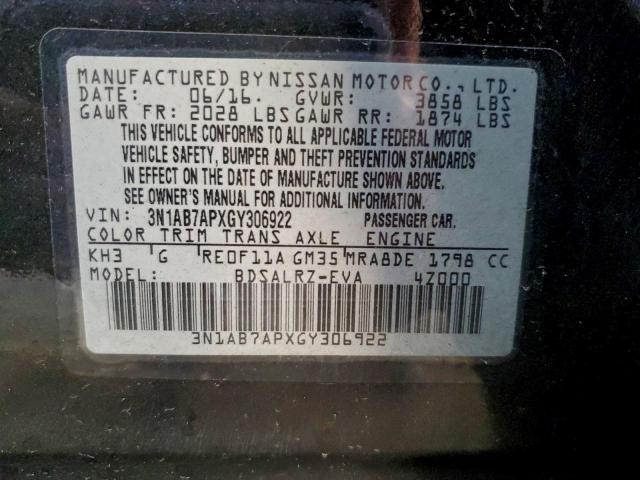 MANUFACTURED BY NISSAN MOTOR CO., LTD.
DATE: 06/16. GVWR: 3858 LBS
GAWR FR: 2028 LBS GAWR RR: 1874 LBS
THIS VEHICLE CONFORMS TO ALL APPLICABLE FEDERAL MOTOR
VEHICLE SAFETY, BUMPER AND THEFT PREVENTION STANDARDS
IN EFFECT ON THE DATE OF MANUFACTURE SHOWN ABOVE.
SEE OWNER'S MANUAL FOR ADDITIONAL INFORMATION.
VIN: 3N1AB7APXGY306922 PASSENGER CAR.
COLOR TRIM TRANS AXLE ENGINE
KH3 G RE0F11A GM35 MRA8DE 1798 CC
MODEL: BDSALRZ-EVA 4Z000
3N1AB7APXGY306922